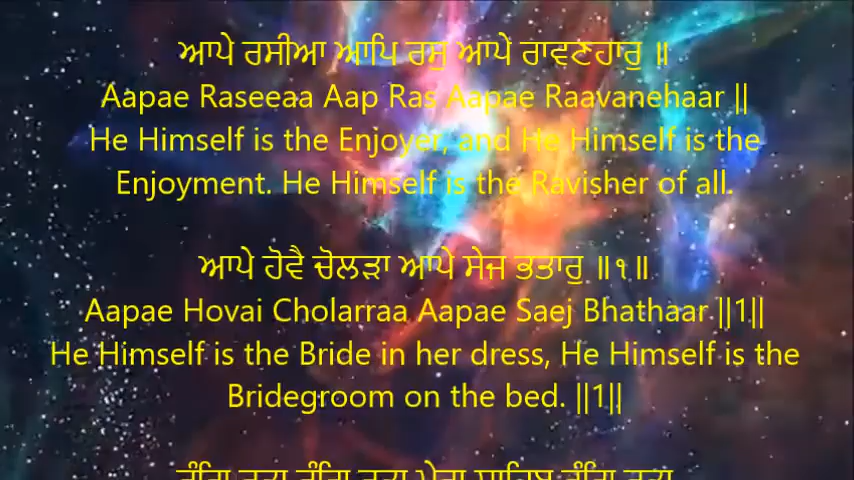 ਆਪੇ ਰਸੀਆ ਆਪਿ ਰਸੁ ਆਪੇ ਰਾਵਣਹਾਰੁ ॥
Aapae Raseeaa Aap Ras Aapae Raavanehaar ||
He Himself is the Enjoyer, and He Himself is the
Enjoyment. He Himself is the Ravisher of all.
ਆਪੇ ਹੋਵੈ ਚੋਲੜਾ ਆਪੇ ਸੇਜ ਭਤਾਰੁ ॥੧॥
Aapae Hovai Cholarraa Aapae Saej Bhathaar ||1||
He Himself is the Bride in her dress, He Himself is the
Bridegroom on the bed. ||1||
ਰੰਗਿ ਰਤਾ ਮੇਰਾ ਸਾਹਿਬੁ